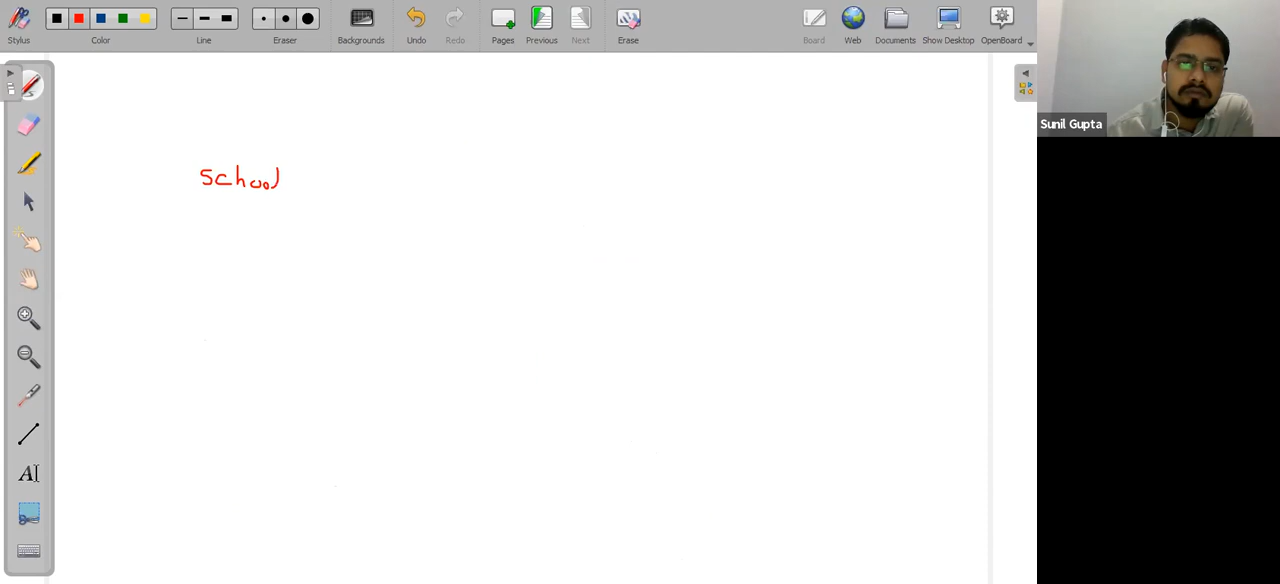 Stylus
Color
Line
Eraser
Backgrounds
Undo
Redo
Pages
Previous
Next
Erase
Board
Web
Documents
Show Desktop
OpenBoard
Sunil Gupta
School
A